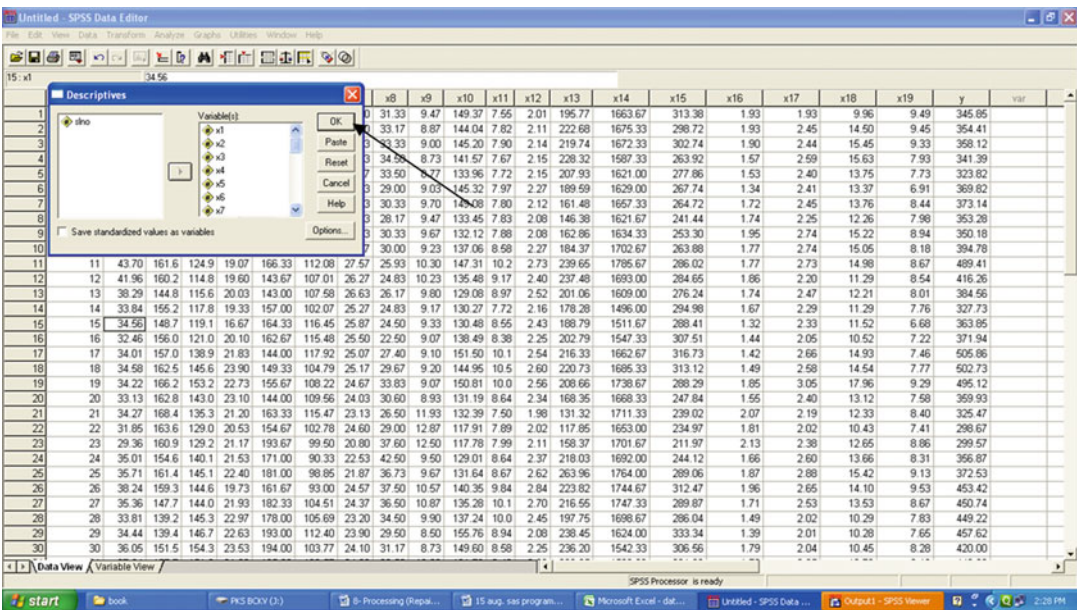 Untitled - SPSS Data Editor
File Edit View Data Transform Analyze Graphs Utilities Window Help
15 : x1 34.56
Descriptives
slno
Variable(s):
x1
x2
x3
x4
x5
x6
x7
OK
Paste
Reset
Cancel
Help
Save standardized values as variables
Options...
x8 x9 x10 x11 x12 x13 x14 x15 x16 x17 x18 x19 y var
1 31.33 9.47 149.37 7.55 2.01 195.77 1663.67 313.38 1.93 1.93 9.96 9.49 345.85
2 33.17 8.87 144.04 7.82 2.11 222.68 1675.33 298.72 1.93 2.45 14.50 9.45 354.41
3 33.33 9.00 145.20 7.90 2.14 219.74 1672.33 302.74 1.90 2.44 15.45 9.33 358.12
4 34.58 8.73 141.57 7.67 2.15 228.32 1587.33 263.92 1.57 2.59 15.63 7.93 341.39
5 33.50 133.96 7.72 2.15 207.93 1621.00 277.86 1.53 2.40 13.75 7.73 323.82
6 29.00 9.03 145.32 7.97 2.27 189.59 1629.00 267.74 1.34 2.41 13.37 6.91 369.82
7 30.33 9.70 149.08 7.80 2.12 161.48 1657.33 264.72 1.72 2.45 13.76 8.44 373.14
8 28.17 9.47 133.45 7.83 2.08 146.38 1621.67 241.44 1.74 2.25 12.26 7.98 353.28
9 30.33 9.67 132.12 7.88 2.08 162.86 1634.33 253.30 1.95 2.74 15.22 8.94 350.18
10 30.00 9.23 137.06 8.58 2.27 184.37 1702.67 263.88 1.77 2.74 15.05 8.18 394.78
11 11 43.70 161.6 124.9 19.07 166.33 112.08 27.57 25.93 10.30 147.31 10.2 2.73 239.65 1785.67 286.02 1.77 2.73 14.98 8.67 489.41
12 12 41.96 160.2 114.8 19.60 143.67 107.01 26.27 24.83 10.23 135.48 9.17 2.40 237.48 1693.00 284.65 1.86 2.20 11.29 8.54 416.26
13 13 38.29 144.8 115.6 20.03 143.00 107.58 26.63 26.17 9.80 129.08 8.97 2.52 201.06 1609.00 276.24 1.74 2.47 12.21 8.01 384.56
14 14 33.84 155.2 117.8 19.33 157.00 102.07 25.27 24.83 9.17 130.27 7.72 2.16 178.28 1496.00 294.98 1.67 2.29 11.29 7.76 327.73
15 15 34.56 148.7 119.1 16.67 164.33 116.45 25.87 24.50 9.33 130.48 8.55 2.43 188.79 1511.67 288.41 1.32 2.33 11.52 6.68 363.85
16 16 32.46 156.0 121.0 20.10 162.67 115.48 25.50 22.50 9.07 138.49 8.38 2.25 202.79 1547.33 307.51 1.44 2.05 10.52 7.22 371.94
17 17 34.01 157.0 138.9 21.83 144.00 117.92 25.07 27.40 9.10 151.50 10.1 2.54 216.33 1662.67 316.73 1.42 2.66 14.93 7.46 505.86
18 18 34.58 162.5 145.6 23.90 149.33 104.79 25.17 29.67 9.20 144.95 10.5 2.60 220.73 1685.33 313.12 1.49 2.58 14.54 7.77 502.73
19 19 34.22 166.2 153.2 22.73 155.67 108.22 24.67 33.83 9.07 150.81 10.0 2.56 208.66 1738.67 288.29 1.85 3.05 17.96 9.29 495.12
20 20 33.13 162.8 143.0 23.10 144.00 109.56 24.03 30.60 8.93 131.19 8.64 2.34 168.35 1668.33 247.84 1.55 2.40 13.12 7.58 359.93
21 21 34.27 168.4 135.3 21.20 163.33 115.47 23.13 26.50 11.93 132.39 7.50 1.98 131.32 1711.33 239.02 2.07 2.19 12.33 8.40 325.47
22 22 31.85 163.6 129.0 20.53 154.67 102.78 24.60 29.00 12.87 117.91 7.89 2.02 117.85 1653.00 234.97 1.81 2.02 10.43 7.41 298.67
23 23 29.36 160.9 129.2 21.17 193.67 99.50 20.80 37.60 12.50 117.78 7.99 2.11 158.37 1701.67 211.97 2.13 2.38 12.65 8.86 299.57
24 24 35.01 154.6 140.1 21.53 171.00 90.33 22.53 42.50 9.50 129.01 8.64 2.37 218.03 1692.00 244.12 1.66 2.60 13.66 8.31 356.87
25 25 35.71 161.4 145.1 22.40 181.00 98.85 21.87 36.73 9.67 131.64 8.67 2.62 263.96 1764.00 289.06 1.87 2.88 15.42 9.13 372.53
26 26 38.24 159.3 144.6 19.73 161.67 93.00 24.57 37.50 10.57 140.35 9.84 2.84 223.82 1744.67 312.47 1.96 2.65 14.10 9.53 453.42
27 27 35.36 147.7 144.0 21.93 182.33 104.51 24.37 36.50 10.87 135.28 10.1 2.70 216.55 1747.33 289.87 1.71 2.53 13.53 8.67 450.74
28 28 33.81 139.2 145.3 22.97 178.00 105.69 23.20 34.50 9.90 137.24 10.0 2.45 197.75 1698.67 286.04 1.49 2.02 10.29 7.83 449.22
29 29 34.44 139.4 146.7 22.63 193.00 112.40 23.90 29.50 8.50 155.76 8.94 2.08 238.45 1624.00 333.34 1.39 2.01 10.28 7.65 457.62
30 30 36.05 151.5 154.3 23.53 194.00 103.77 24.10 31.17 8.73 149.60 8.58 2.25 236.20 1542.33 306.56 1.79 2.04 10.45 8.28 420.00
Data View Variable View
SPSS Processor is ready
start book PKS BCKV (J:) 8- Processing (Repai... 15 aug. sas program... Microsoft Excel - dat... Untitled - SPSS Data ... Output1 - SPSS Viewer 2:28 PM